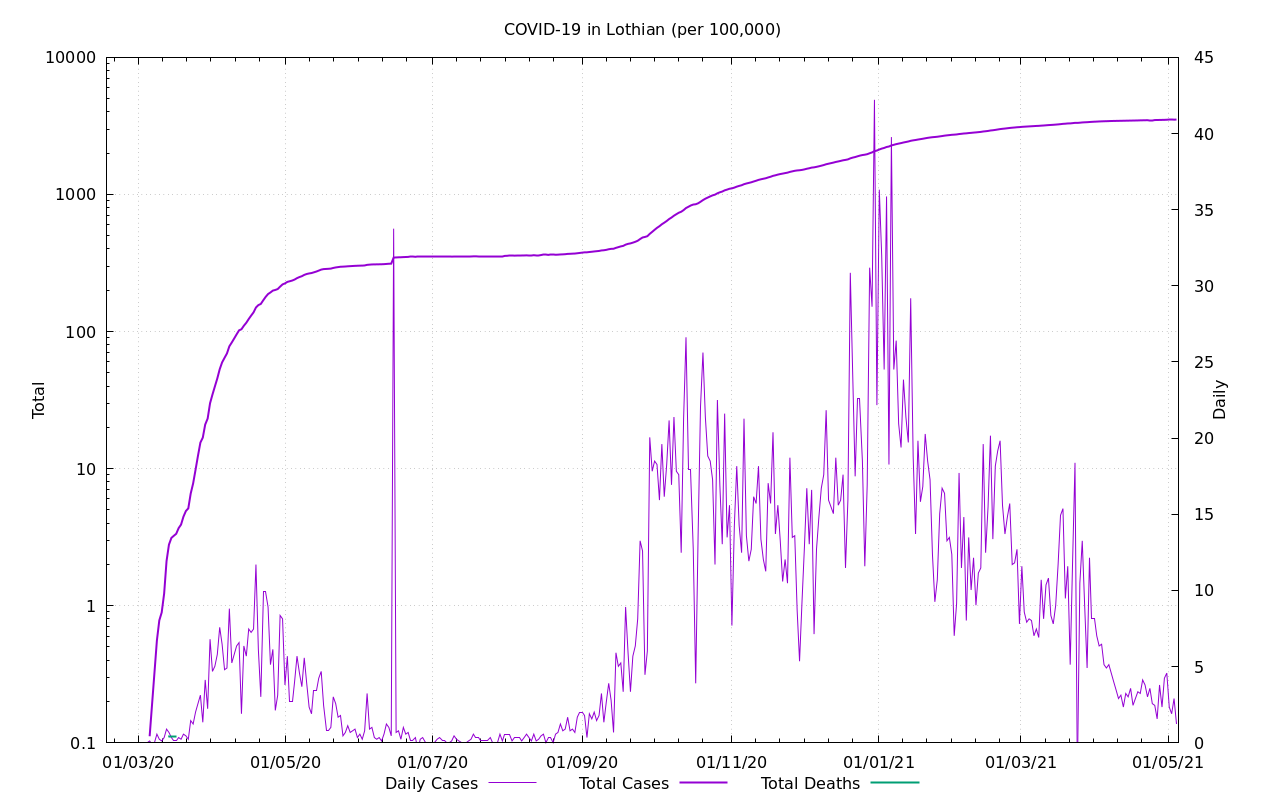 COVID-19 in Lothian (per 100,000)
10000 45
40
1000 35
30
100 25
Total Daily
20
10 15
10
1 5
0.1 0
01/03/20 01/05/20 01/07/20 01/09/20 01/11/20 01/01/21 01/03/21 01/05/21
Daily Cases Total Cases Total Deaths